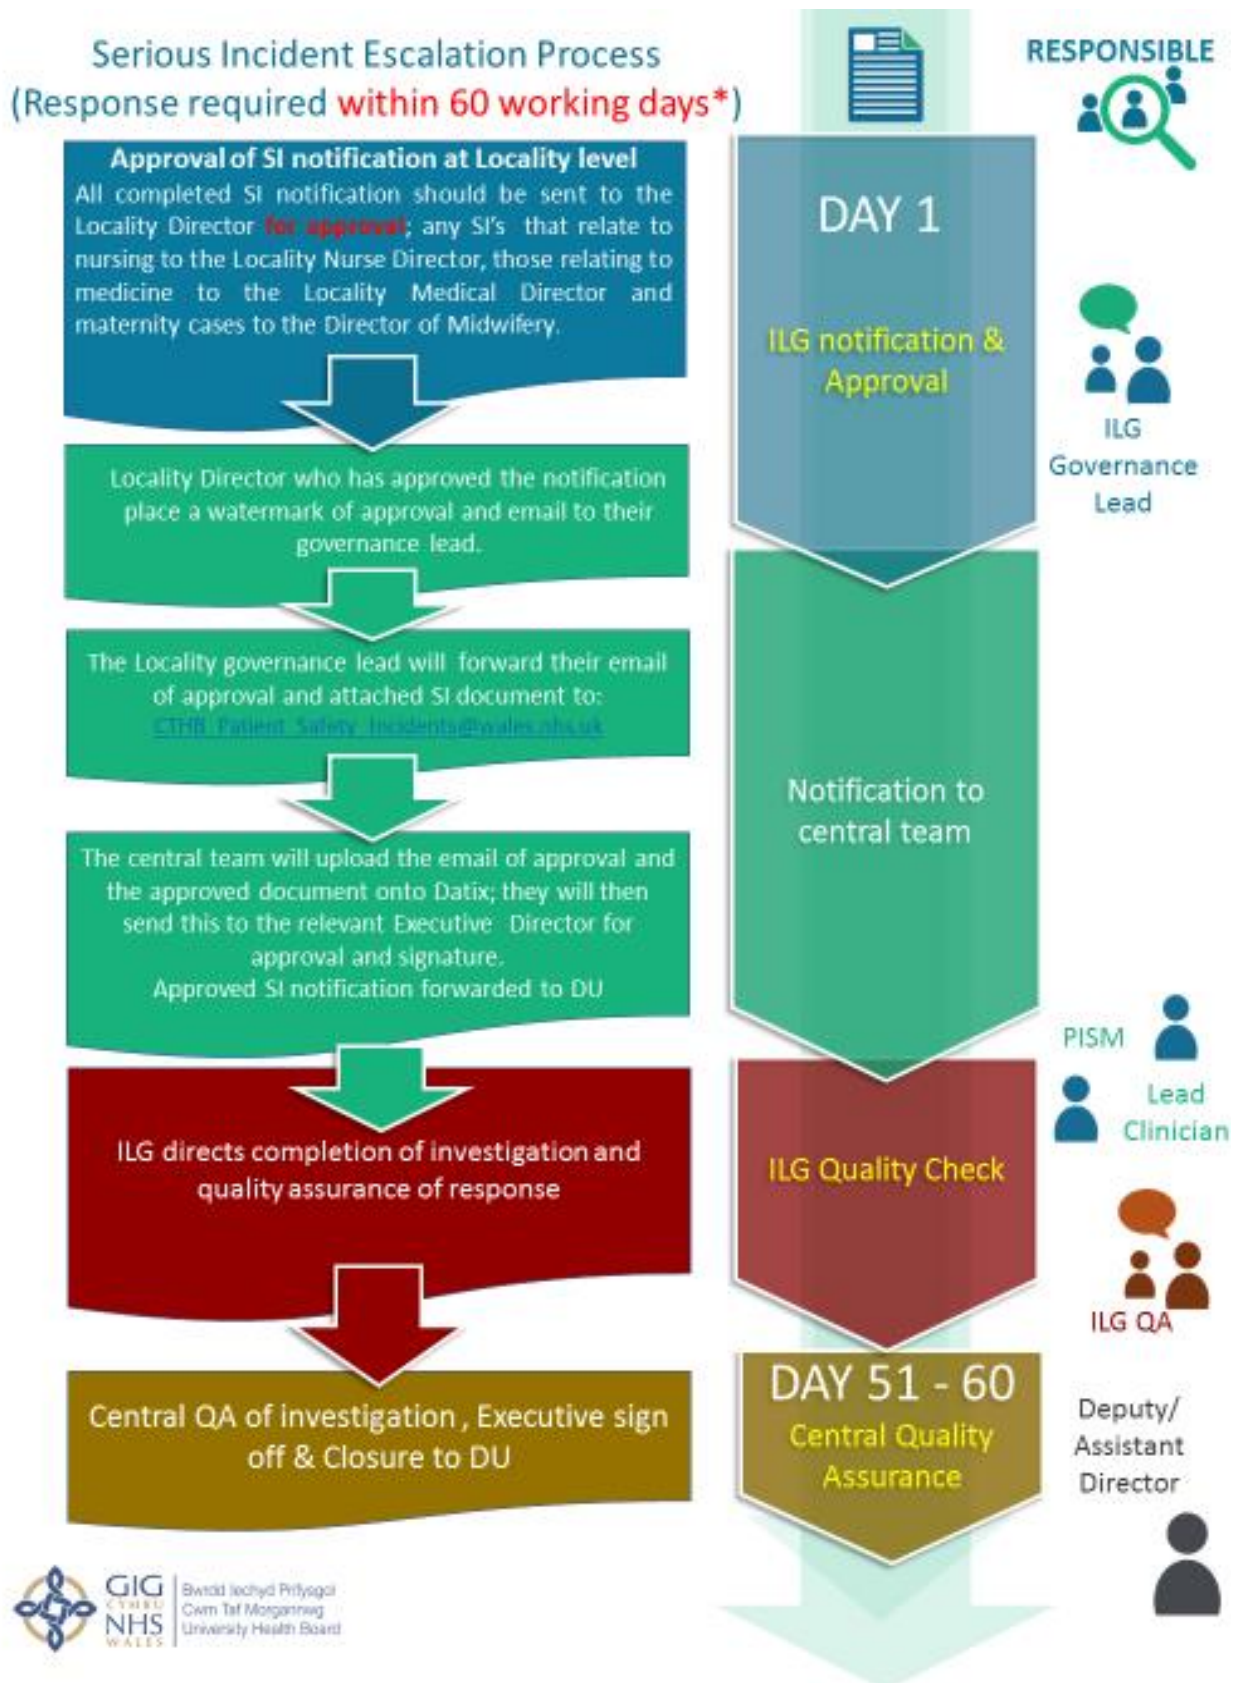 Serious Incident Escalation Process
(Response required within 60 working days*)
RESPONSIBLE
Approval of SI notification at Locality level
All completed SI notification should be sent to the
Locality Director for approval; any SI's that relate to
nursing to the Locality Nurse Director, those relating to
medicine to the Locality Medical Director and
maternity cases to the Director of Midwifery.
DAY 1
ILG notification &
Approval
ILG
Governance
Lead
Locality Director who has approved the notification
place a watermark of approval and email to their
governance lead.
The Locality governance lead will forward their email
of approval and attached SI document to:
CTHB_Patient_Safety_Incidents@wales.nhs.uk
Notification to
central team
The central team will upload the email of approval and
the approved document onto Datix; they will then
send this to the relevant Executive Director for
approval and signature.
Approved SI notification forwarded to DU
PISM
Lead
Clinician
ILG directs completion of investigation and
quality assurance of response
ILG Quality Check
ILG QA
Central QA of investigation , Executive sign
off & Closure to DU
DAY 51 - 60
Central Quality
Assurance
Deputy/
Assistant
Director
GIG
CYMRU
NHS
WALES
Bwrdd Iechyd Prifysgol
Cwm Taf Morgannwg
University Health Board